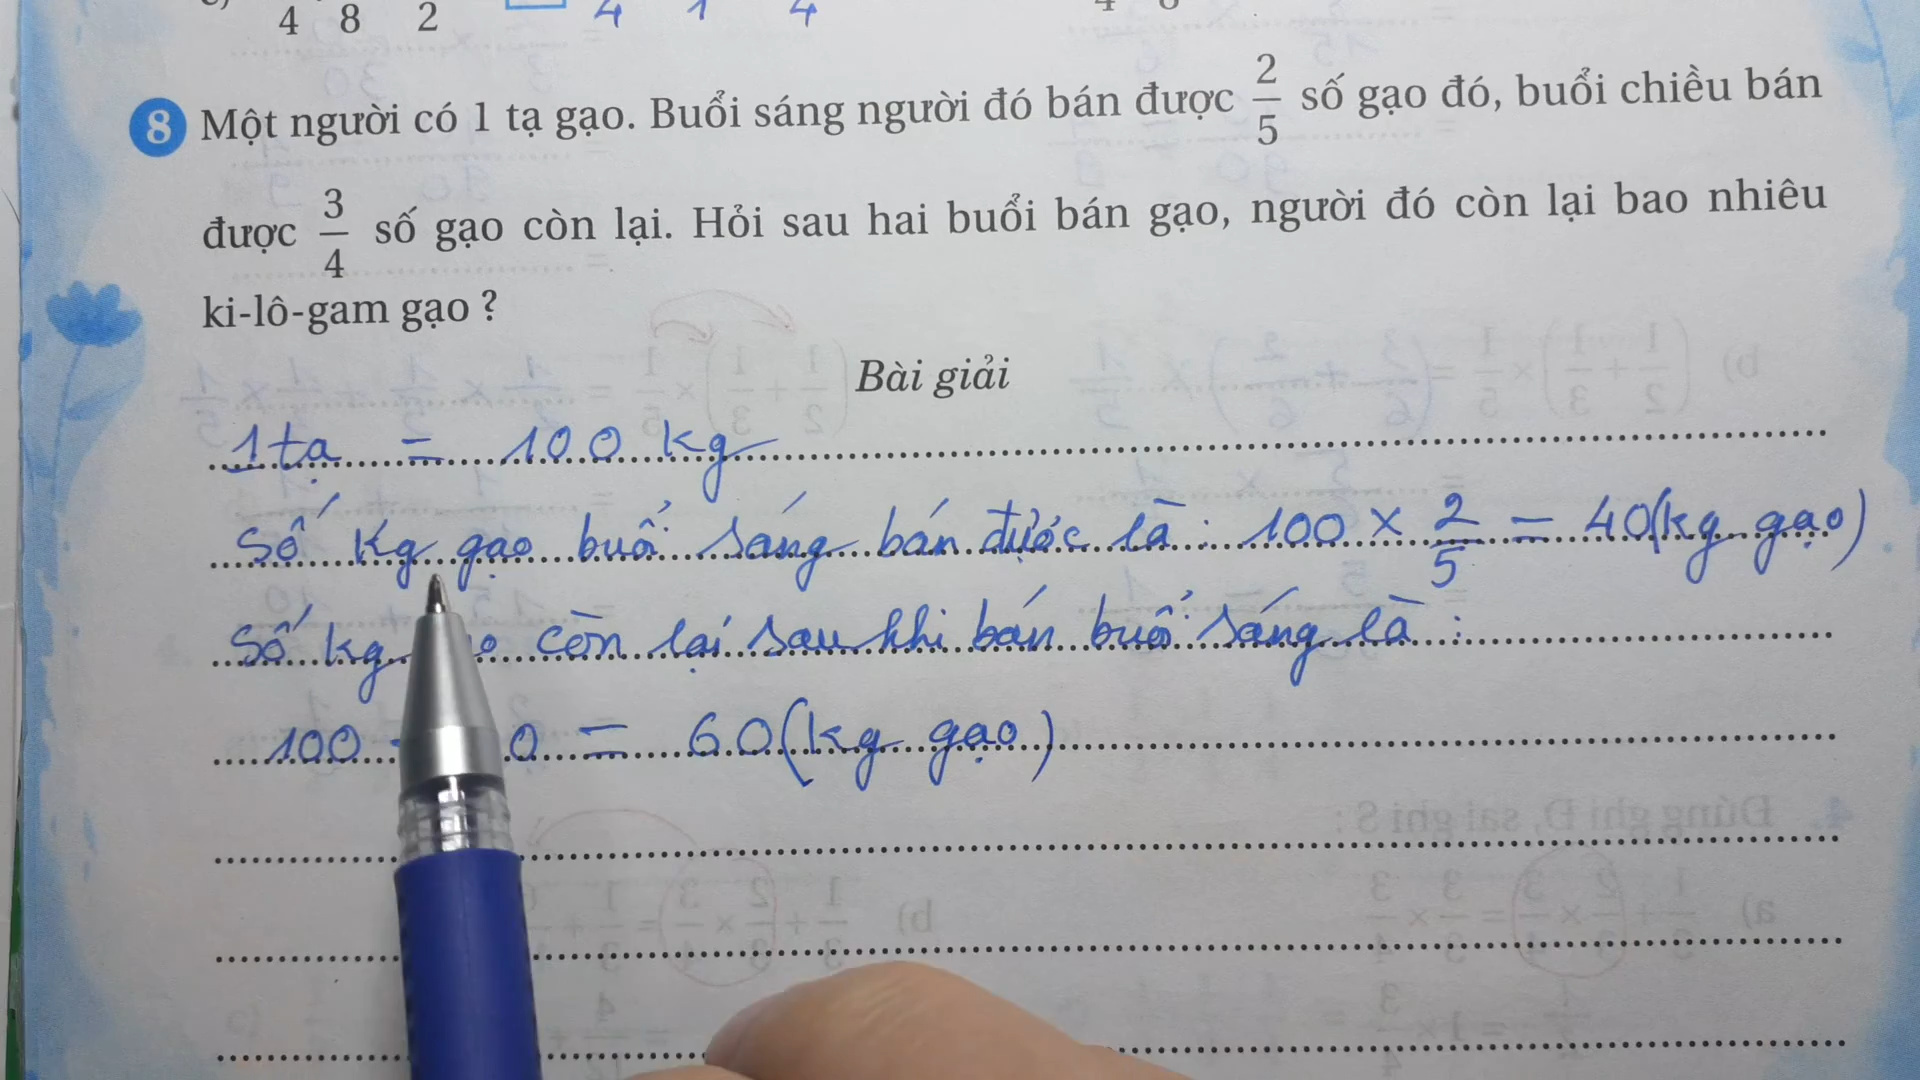 4 8 2 4 1 4
8 Một người có 1 tạ gạo. Buổi sáng người đó bán được 2/5 số gạo đó, buổi chiều bán
được 3/4 số gạo còn lại. Hỏi sau hai buổi bán gạo, người đó còn lại bao nhiêu
ki-lô-gam gạo ?
Bài giải
1 tạ = 100 kg
Số kg gạo buổi sáng bán được là : 100 × 2/5 = 40 (kg gạo)
Số kg còn lại sau khi bán buổi sáng là :
100 - 0 = 60 (kg gạo)